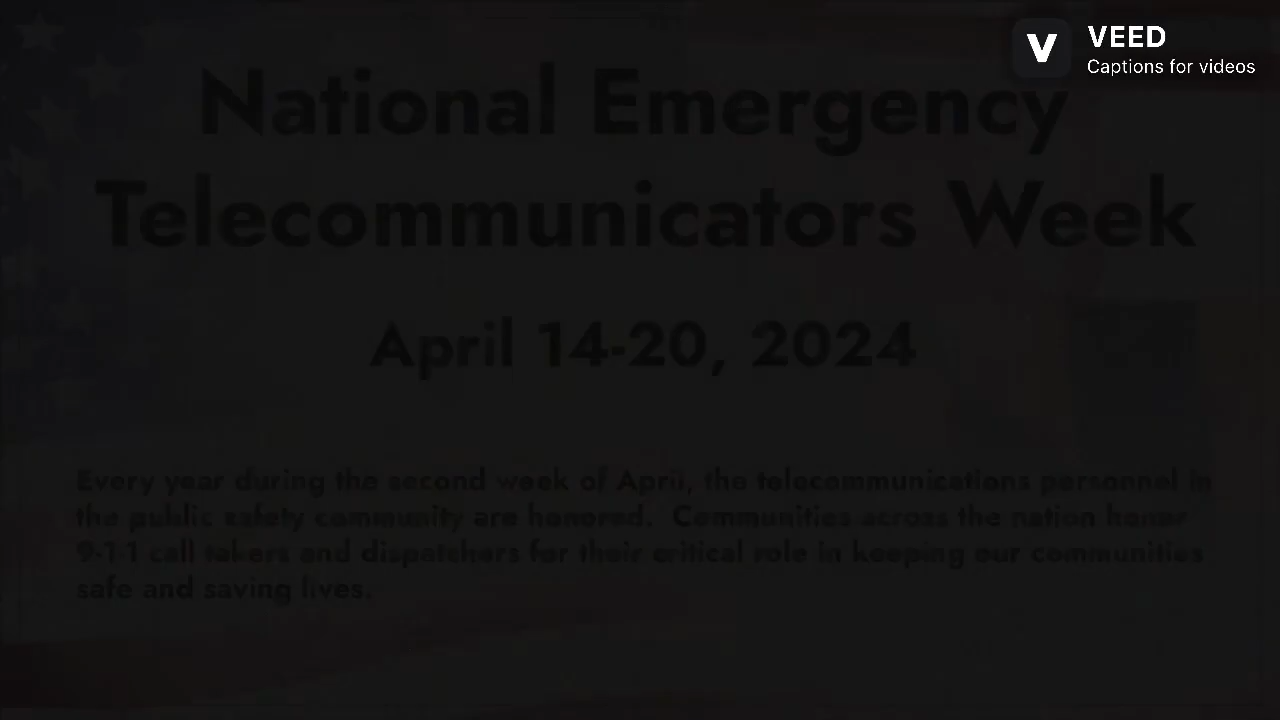 VEED
Captions for videos
National Emergency
Telecommunicators Week
April 14-20, 2024
Every year during the second week of April, the telecommunications personnel in
the public safety community are honored.  Communities across the nation honor
9-1-1 call takers and dispatchers for their critical role in keeping our communities
safe and saving lives.